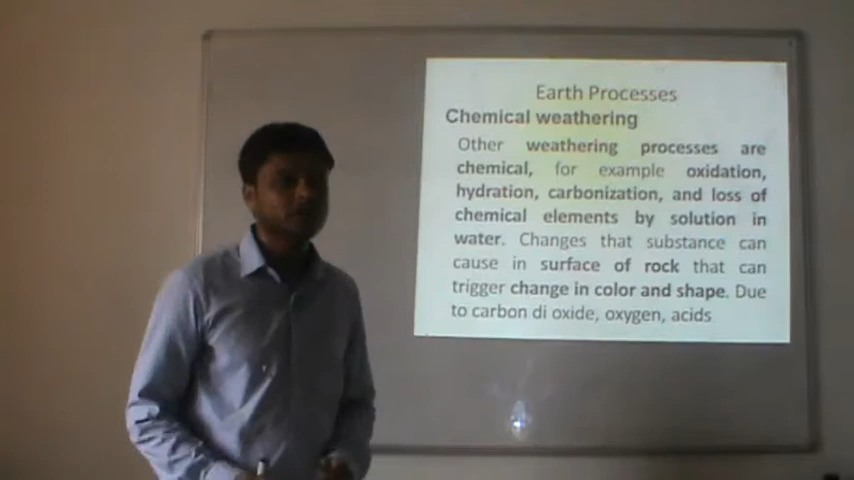 Earth Processes
Chemical weathering
Other weathering processes are
chemical, for example oxidation,
hydration, carbonization, and loss of
chemical elements by solution in
water. Changes that substance can
cause in surface of rock that can
trigger change in color and shape. Due
to carbon di oxide, oxygen, acids